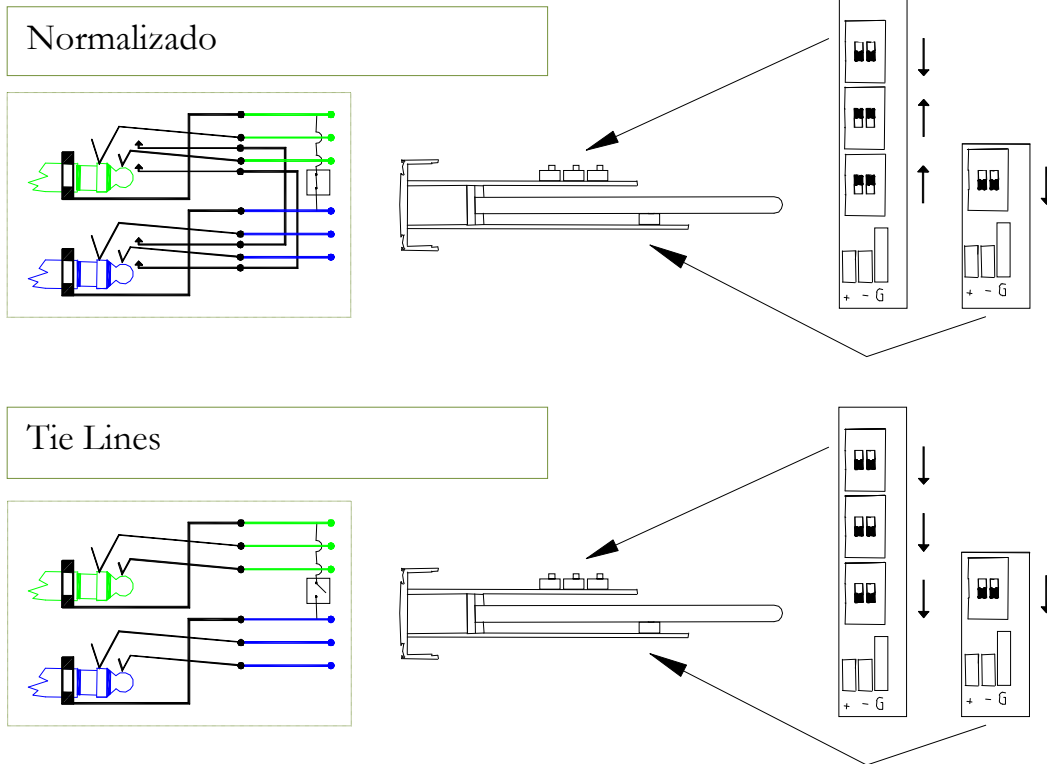 Normalizado
+ - G
+ - G
Tie Lines
+ - G
+ - G